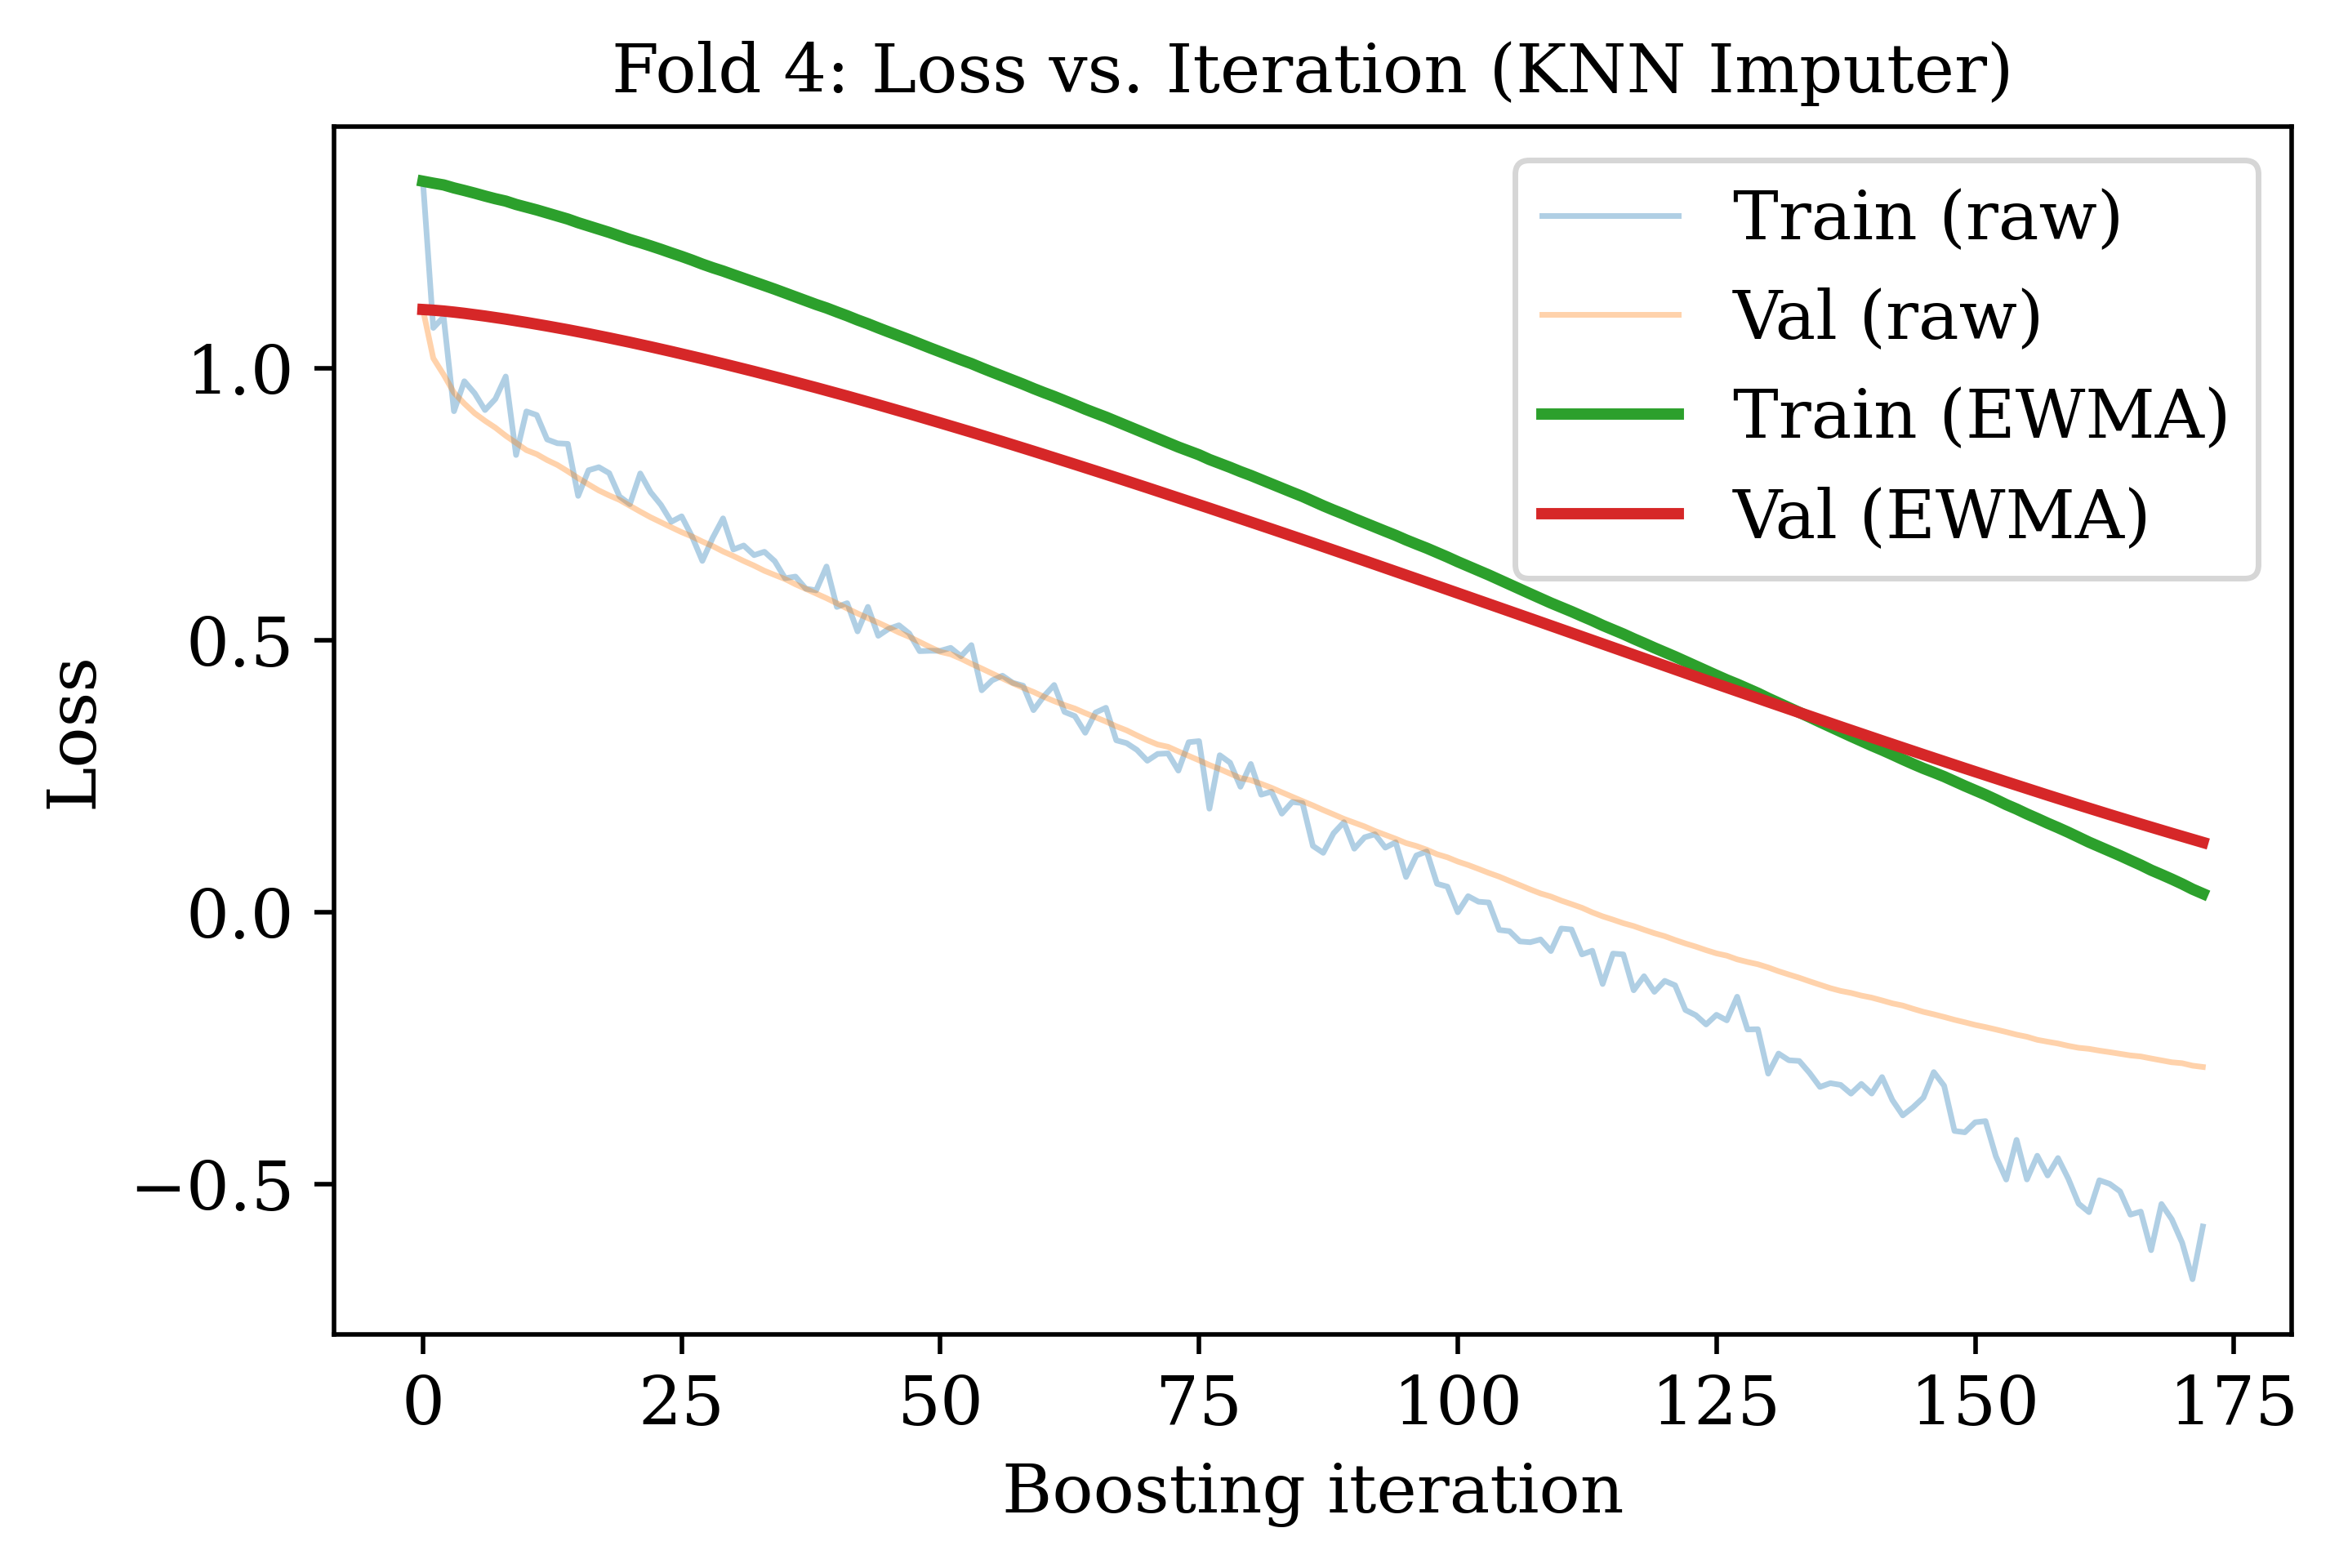 Fold 4: Loss vs. Iteration (KNN Imputer)
Train (raw)
Val (raw)
Train (EWMA)
Val (EWMA)
Loss
1.0
0.5
0.0
−0.5
0 25 50 75 100 125 150 175
Boosting iteration